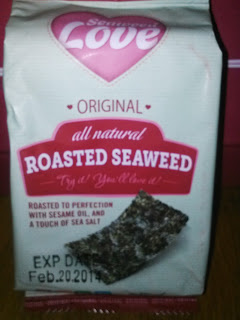 Seaweed
Love
ORIGINAL
all natural
ROASTED SEAWEED
Try it! You'll love it!
ROASTED TO PERFECTION
WITH SESAME OIL, AND
A TOUCH OF SEA SALT
EXP DATE
Feb.20.2014